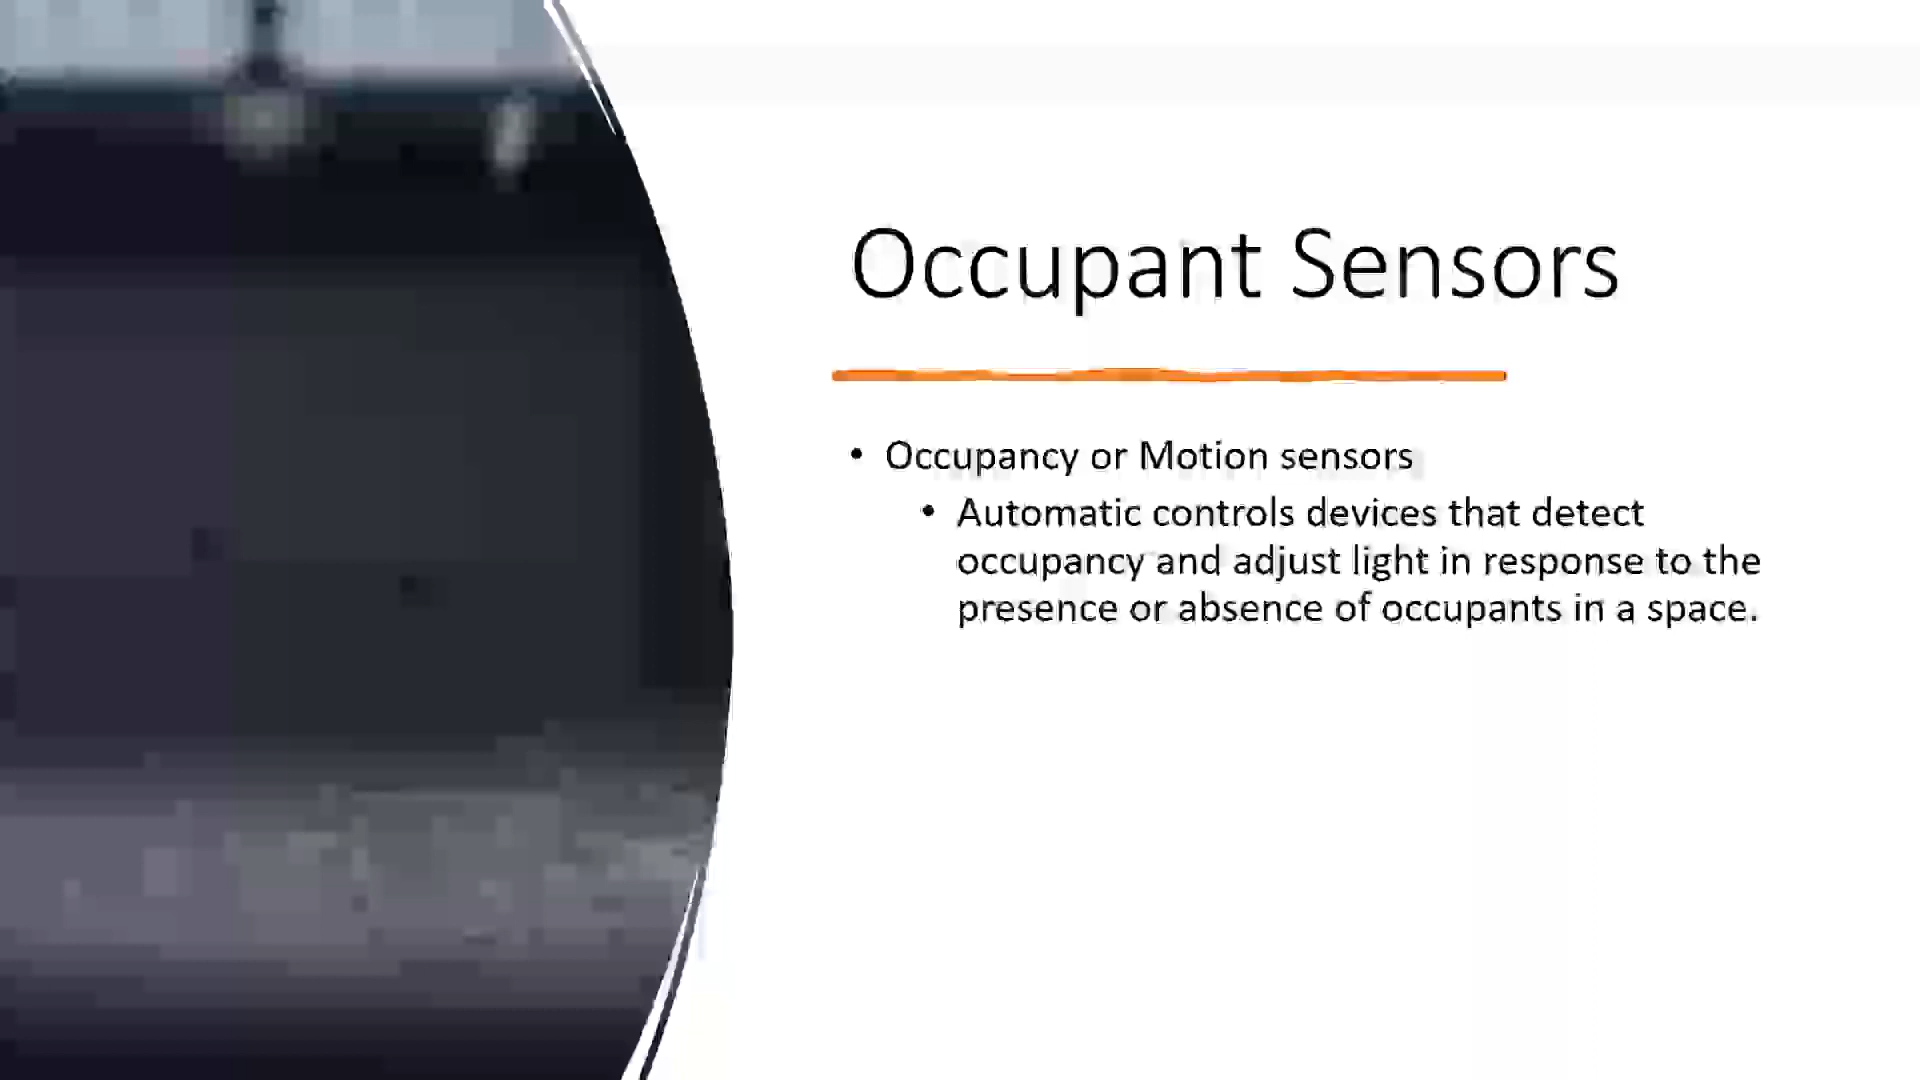 Occupant Sensors
• Occupancy or Motion sensors
• Automatic controls devices that detect
occupancy and adjust light in response to the
presence or absence of occupants in a space.